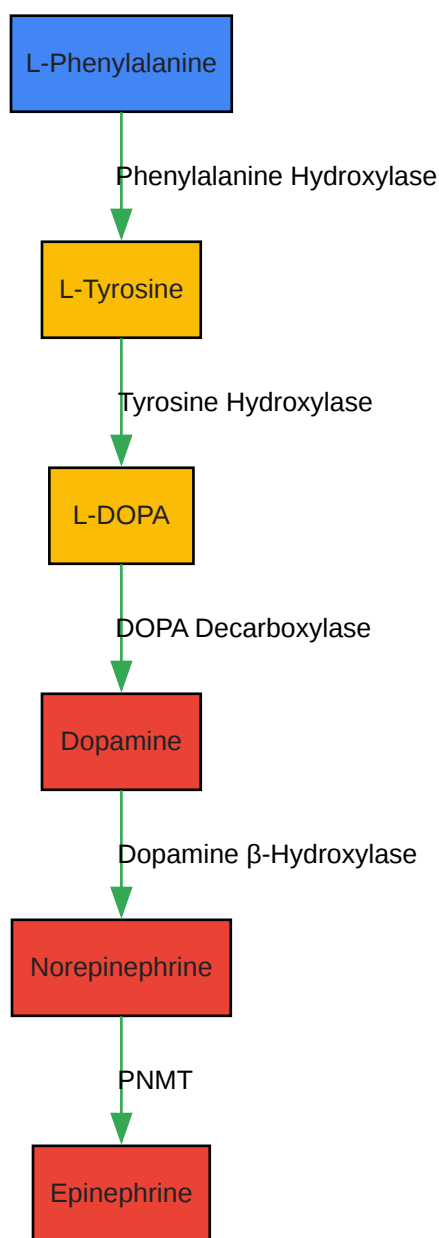 L-Phenylalanine
Phenylalanine Hydroxylase
L-Tyrosine
Tyrosine Hydroxylase
L-DOPA
DOPA Decarboxylase
Dopamine
Dopamine β-Hydroxylase
Norepinephrine
PNMT
Epinephrine